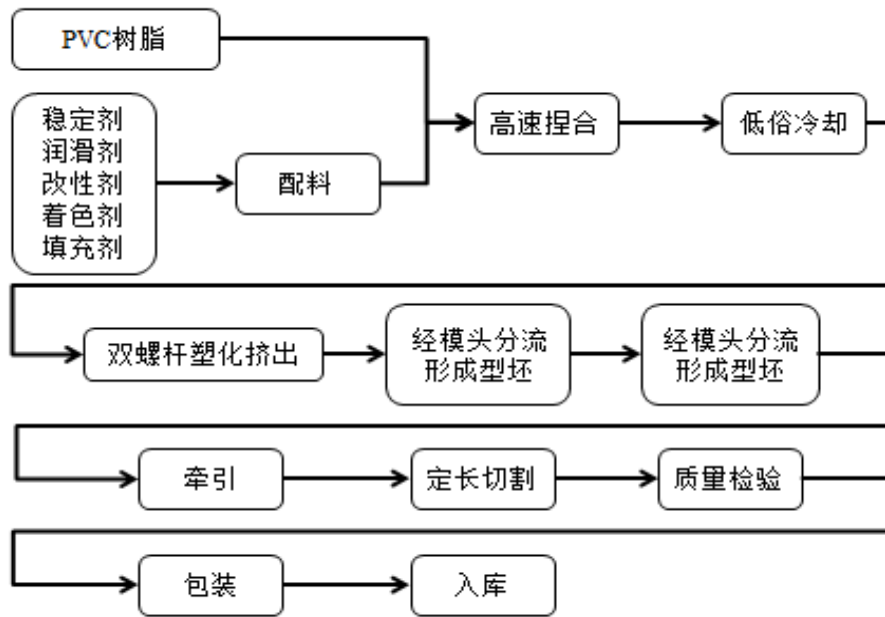 PVC树脂
稳定剂
润滑剂
改性剂
着色剂
填充剂
配料
高速捏合
低俗冷却
双螺杆塑化挤出
经模头分流
形成型坯
经模头分流
形成型坯
牵引
定长切割
质量检验
包装
入库